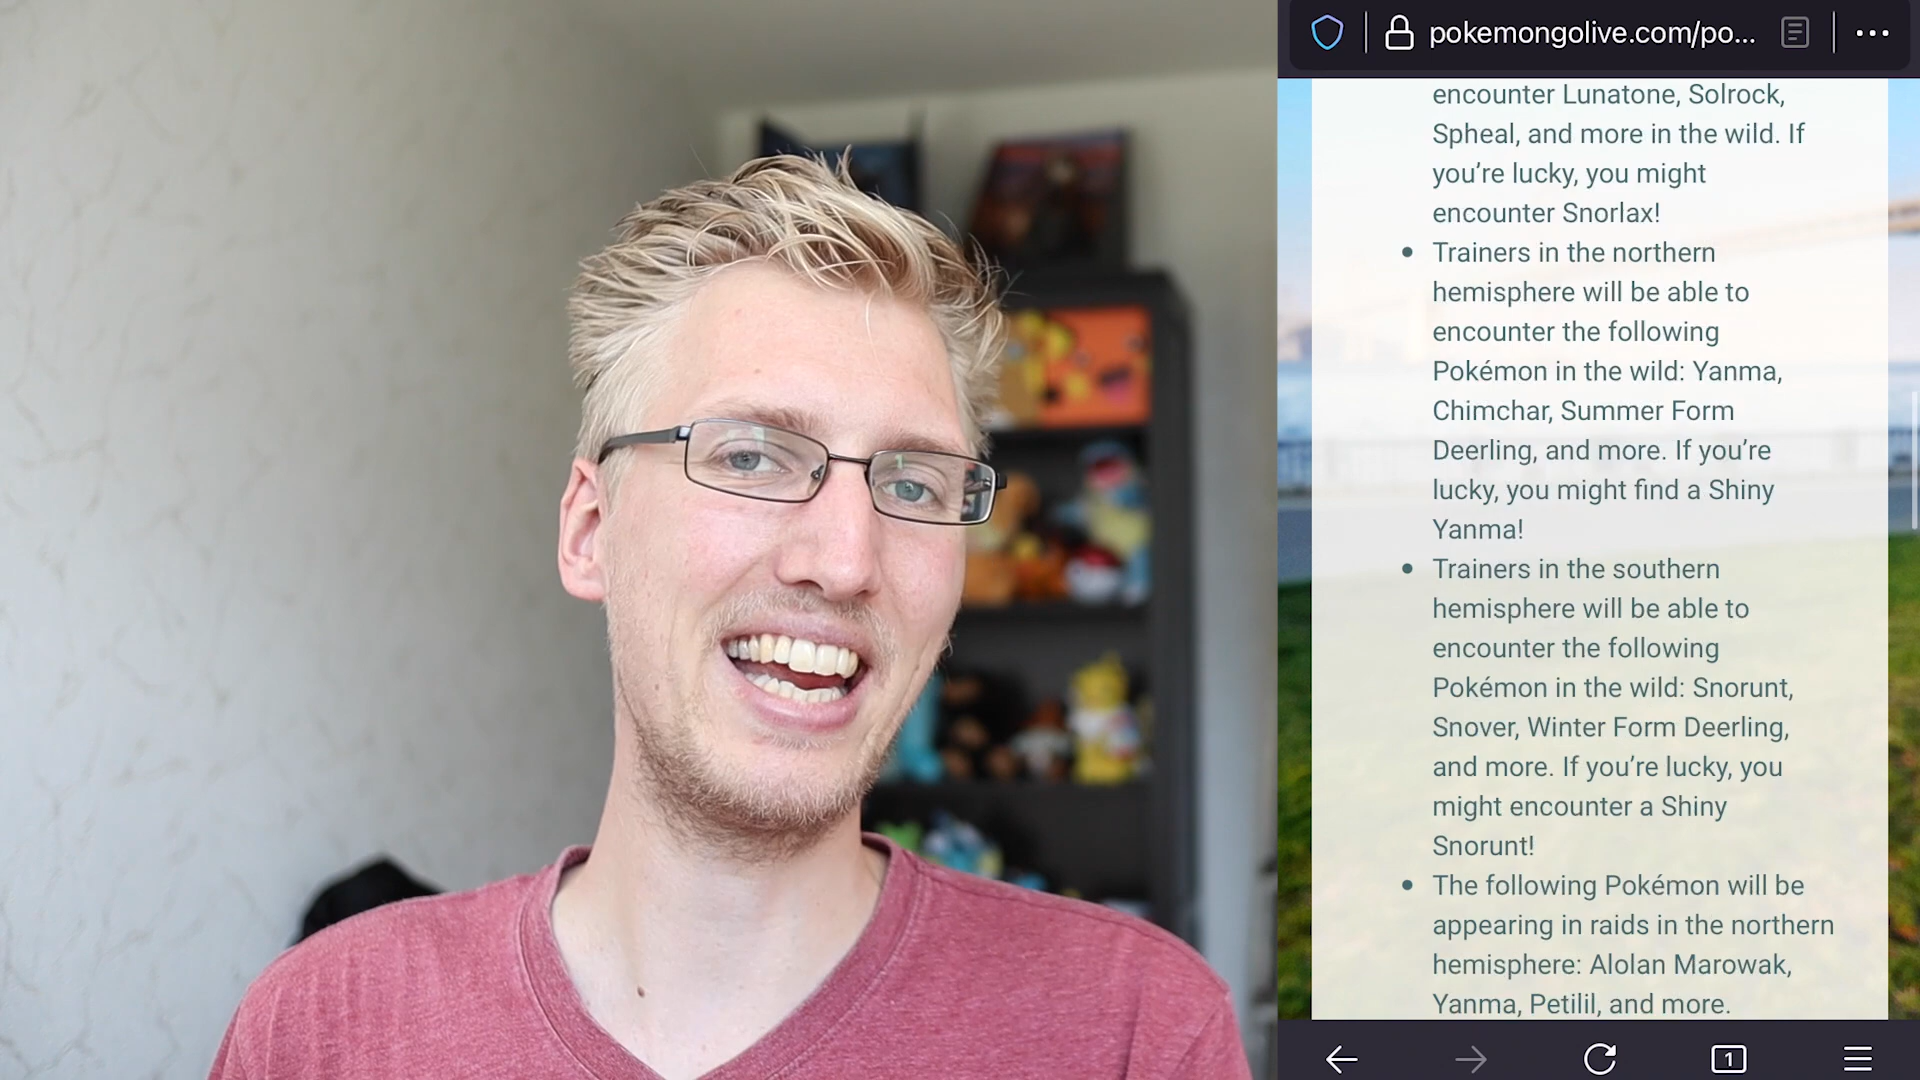 pokemongolive.com/po...
encounter Lunatone, Solrock,
Spheal, and more in the wild. If
you’re lucky, you might
encounter Snorlax!
• Trainers in the northern
hemisphere will be able to
encounter the following
Pokémon in the wild: Yanma,
Chimchar, Summer Form
Deerling, and more. If you’re
lucky, you might find a Shiny
Yanma!
• Trainers in the southern
hemisphere will be able to
encounter the following
Pokémon in the wild: Snorunt,
Snover, Winter Form Deerling,
and more. If you’re lucky, you
might encounter a Shiny
Snorunt!
• The following Pokémon will be
appearing in raids in the northern
hemisphere: Alolan Marowak,
Yanma, Petilil, and more.
1